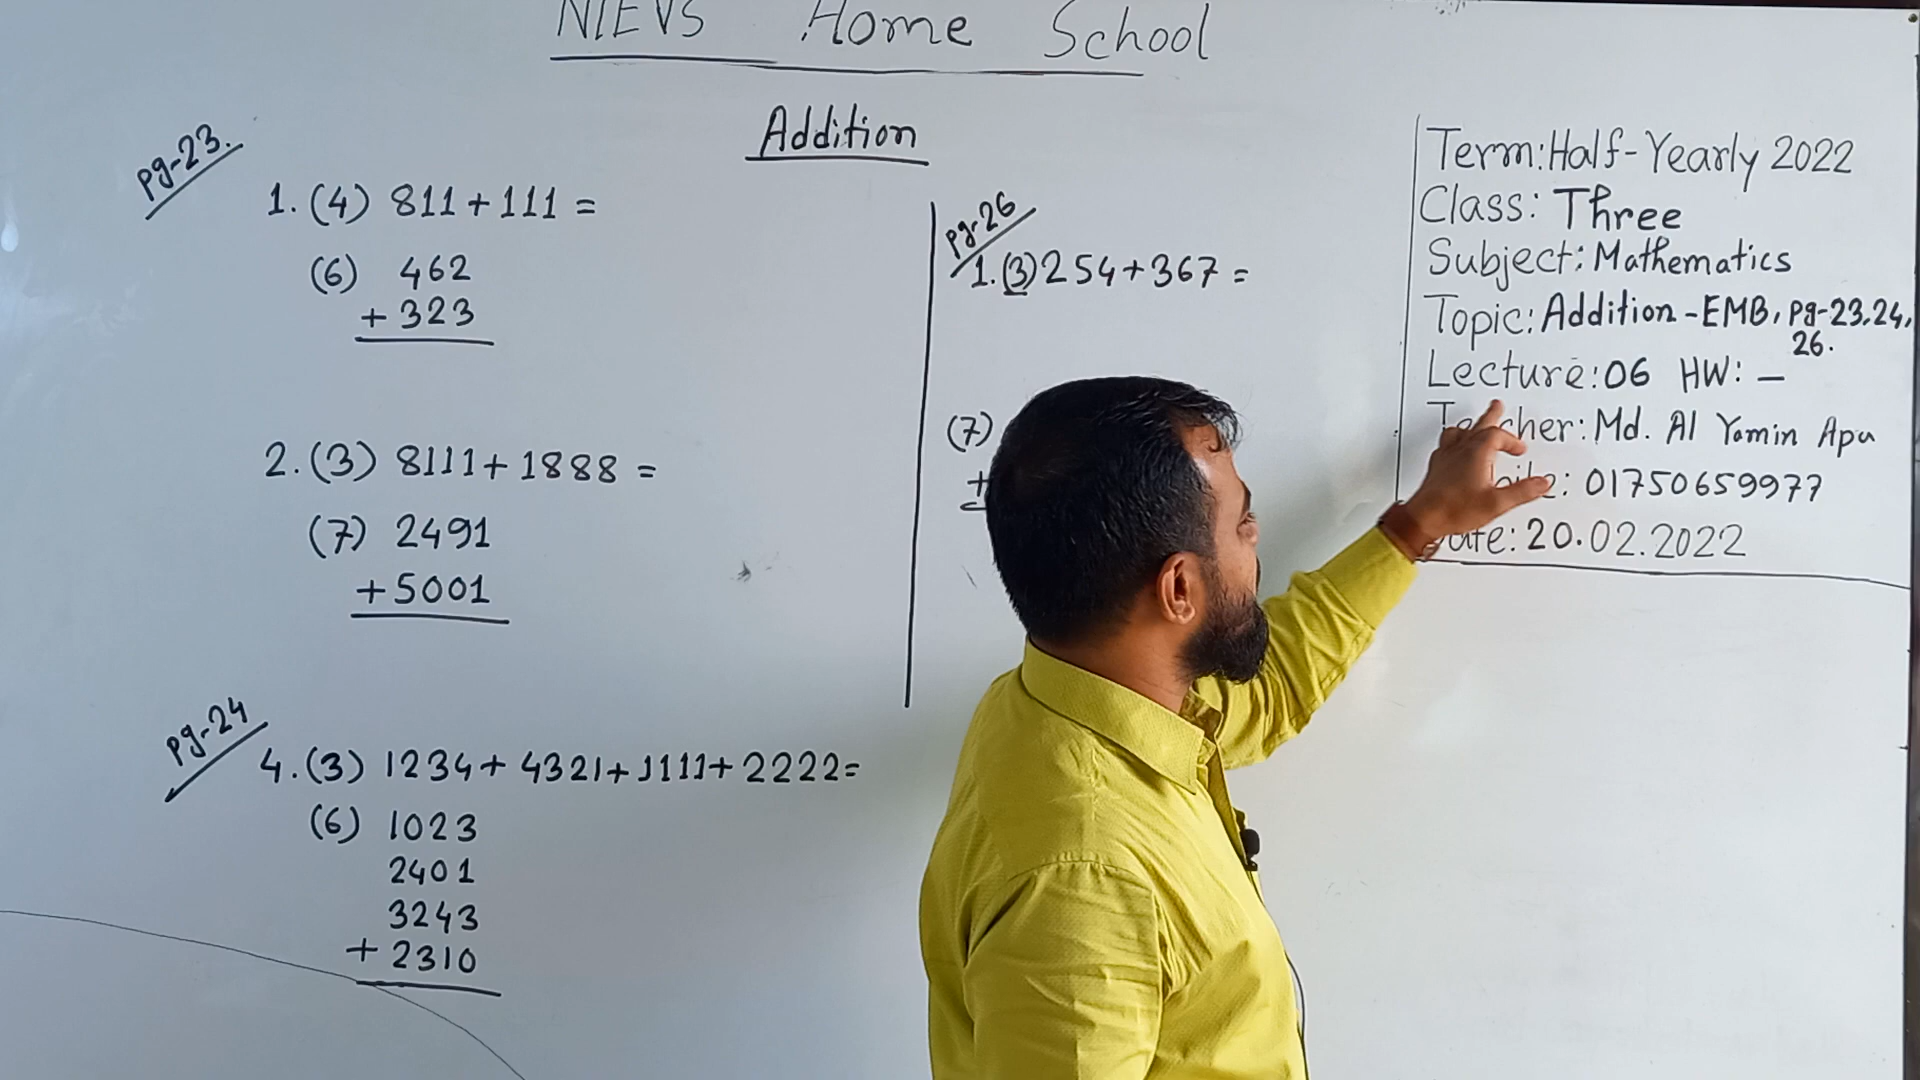 NIEVS Home School
Addition
pg-23.
1. (4) 811 + 111 =
(6) 462
+ 323
2. (3) 8111 + 1888 =
(7) 2491
+ 5001
pg-24
4. (3) 1234 + 4321 + 1111 + 2222 =
(6) 1023
2401
3243
+ 2310
pg-26
1. (3) 254 + 367 =
(7)
+
Term: Half-Yearly 2022
Class: Three
Subject: Mathematics
Topic: Addition - EMB, pg-23,24,
26.
Lecture: 06 HW: –
Teacher: Md. Al Yamin Apu
: 01750659977
Date: 20.02.2022